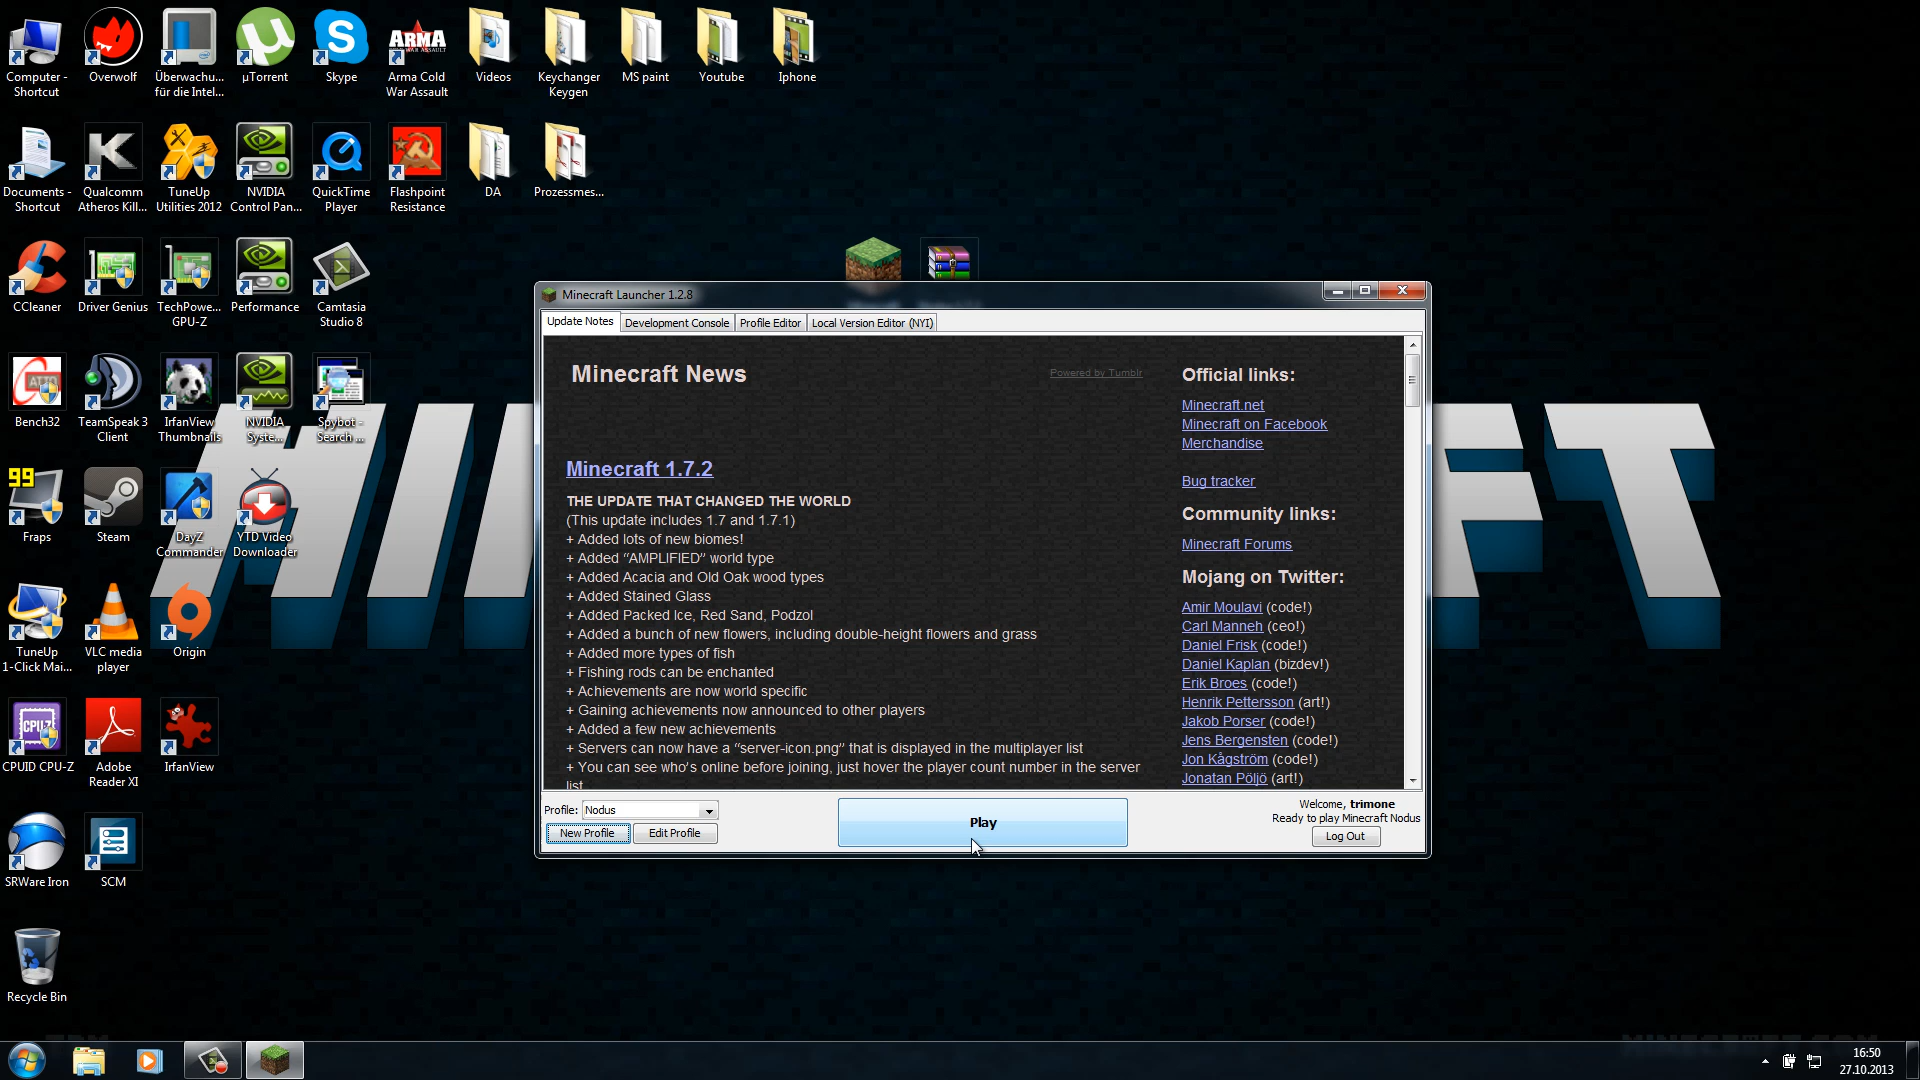 Computer -
Shortcut
Overwolf
Überwachu...
für die Intel...
µTorrent
Skype
ARMA
Arma Cold
War Assault
Videos
Keychanger
Keygen
MS paint
Youtube
Iphone
Documents -
Shortcut
Qualcomm
Atheros Kill...
TuneUp
Utilities 2012
NVIDIA
Control Pan...
QuickTime
Player
Flashpoint
Resistance
DA
Prozessmes...
CCleaner
Driver Genius
TechPowe...
GPU-Z
Performance
Camtasia
Studio 8
Bench32
TeamSpeak 3
Client
IrfanView
Thumbnails
NVIDIA
Syste...
Spybot -
Search ...
99
Fraps
Steam
DayZ
Commander
YTD Video
Downloader
TuneUp
1-Click Mai...
VLC media
player
Origin
CPUID CPU-Z
Adobe
Reader XI
IrfanView
SRWare Iron
SCM
Recycle Bin
Minecraft Launcher 1.2.8
Update Notes
Development Console
Profile Editor
Local Version Editor (NYI)
Minecraft News
Powered by Tumblr
Minecraft 1.7.2
THE UPDATE THAT CHANGED THE WORLD
(This update includes 1.7 and 1.7.1)
+ Added lots of new biomes!
+ Added “AMPLIFIED” world type
+ Added Acacia and Old Oak wood types
+ Added Stained Glass
+ Added Packed Ice, Red Sand, Podzol
+ Added a bunch of new flowers, including double-height flowers and grass
+ Added more types of fish
+ Fishing rods can be enchanted
+ Achievements are now world specific
+ Gaining achievements now announced to other players
+ Added a few new achievements
+ Servers can now have a “server-icon.png” that is displayed in the multiplayer list
+ You can see who’s online before joining, just hover the player count number in the server
list
Official links:
Minecraft.net
Minecraft on Facebook
Merchandise
Bug tracker
Community links:
Minecraft Forums
Mojang on Twitter:
Amir Moulavi (code!)
Carl Manneh (ceo!)
Daniel Frisk (code!)
Daniel Kaplan (bizdev!)
Erik Broes (code!)
Henrik Pettersson (art!)
Jakob Porser (code!)
Jens Bergensten (code!)
Jon Kågström (code!)
Jonatan Pöljö (art!)
Profile: Nodus
New Profile
Edit Profile
Play
Welcome, trimone
Ready to play Minecraft Nodus
Log Out
16:50
27.10.2013